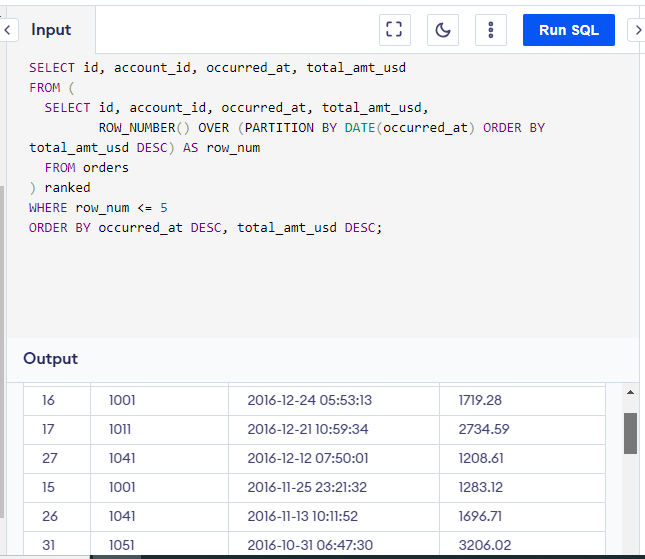 Input
Run SQL
SELECT id, account_id, occurred_at, total_amt_usd
FROM (
SELECT id, account_id, occurred_at, total_amt_usd,
ROW_NUMBER() OVER (PARTITION BY DATE(occurred_at) ORDER BY
total_amt_usd DESC) AS row_num
FROM orders
) ranked
WHERE row_num <= 5
ORDER BY occurred_at DESC, total_amt_usd DESC;
Output
16 1001 2016-12-24 05:53:13 1719.28
17 1011 2016-12-21 10:59:34 2734.59
27 1041 2016-12-12 07:50:01 1208.61
15 1001 2016-11-25 23:21:32 1283.12
26 1041 2016-11-13 10:11:52 1696.71
31 1051 2016-10-31 06:47:30 3206.02